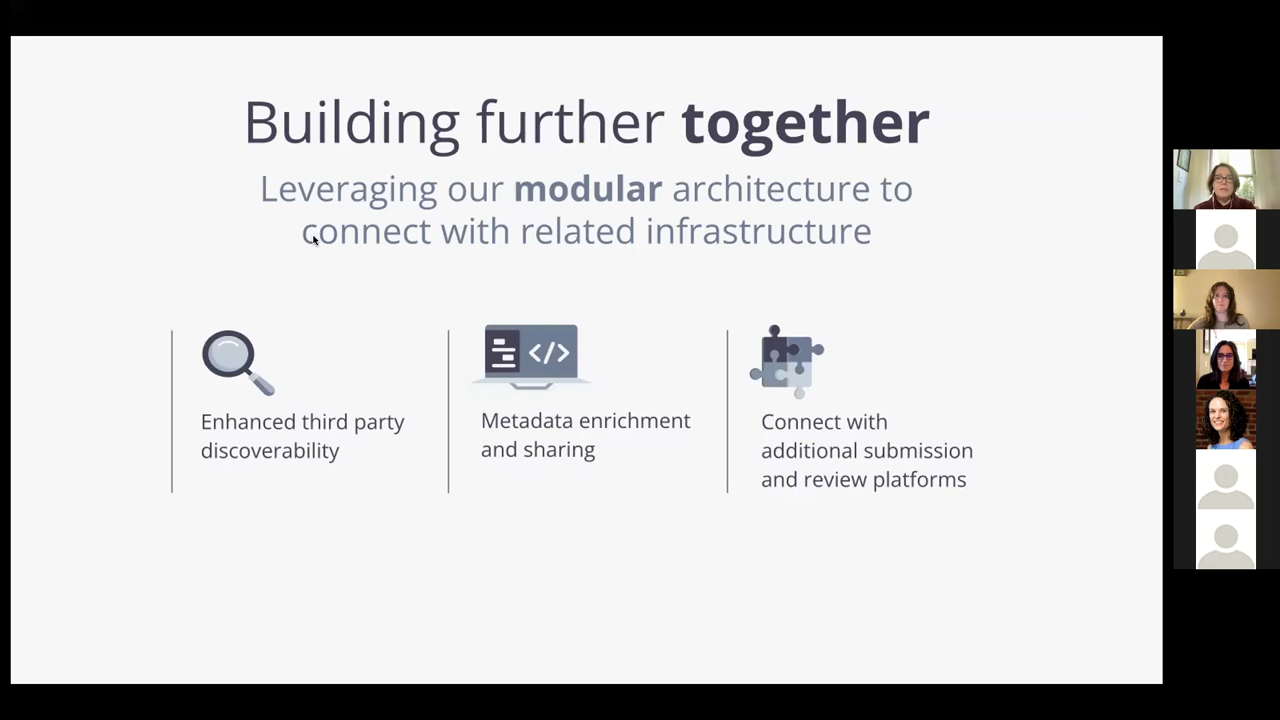 Building further together
Leveraging our modular architecture to
connect with related infrastructure
</>
Enhanced third party
discoverability
Metadata enrichment
and sharing
Connect with
additional submission
and review platforms